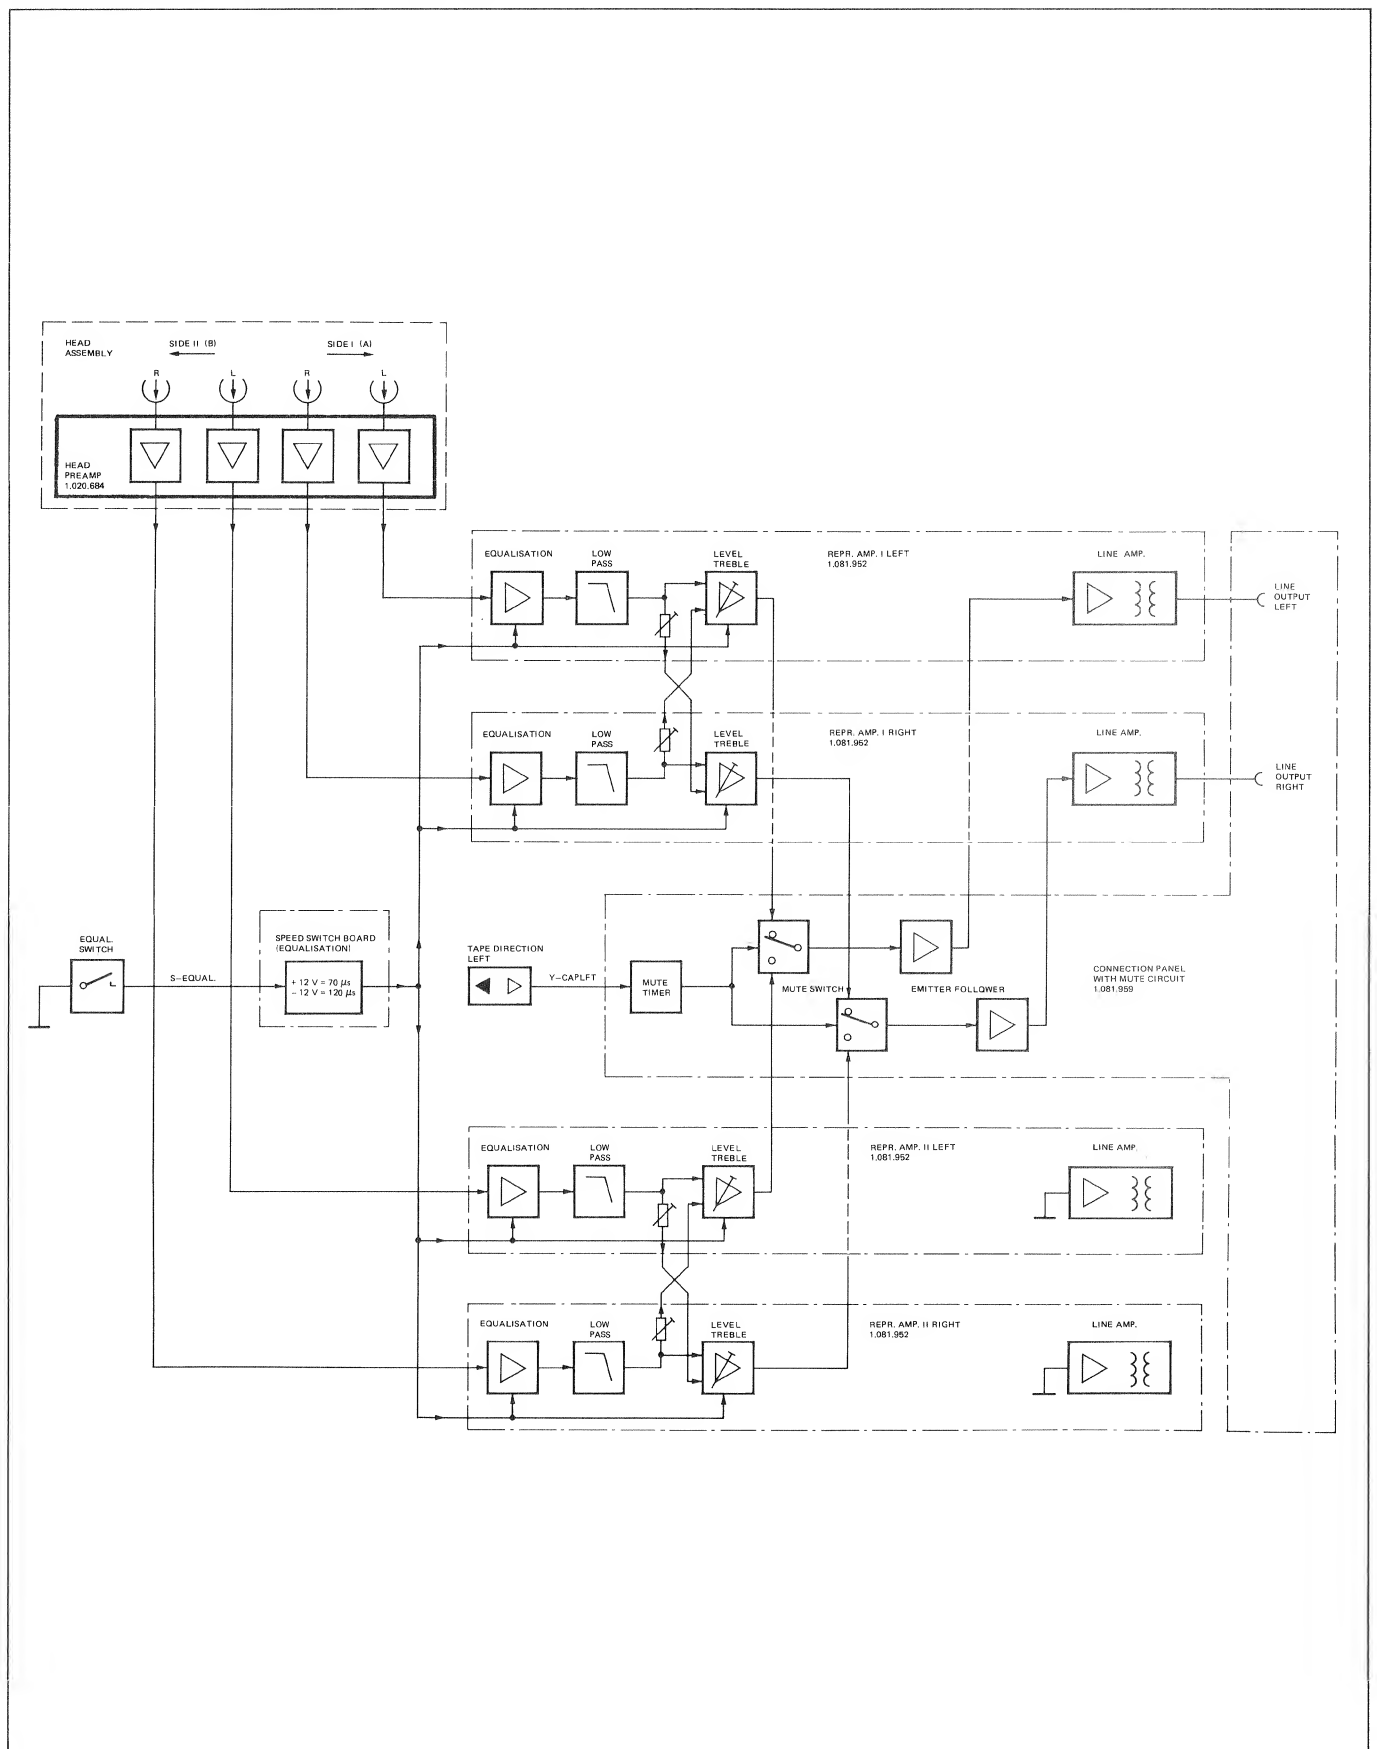 HEAD
ASSEMBLY
SIDE II (B)
SIDE I (A)
R
L
R
L
HEAD
PREAMP
1,020.684
EQUALISATION
LOW
PASS
LEVEL
TREBLE
REPR. AMP. I LEFT
1.081.952
LINE AMP.
LINE
OUTPUT
LEFT
EQUALISATION
LOW
PASS
LEVEL
TREBLE
REPR. AMP. I RIGHT
1.081.952
LINE AMP.
LINE
OUTPUT
RIGHT
EQUAL.
SWITCH
S–EQUAL.
SPEED SWITCH BOARD
(EQUALISATION)
+ 12 V = 70 µs
– 12 V = 120 µs
TAPE DIRECTION
LEFT
Y–CAPLFT
MUTE
TIMER
MUTE SWITCH
EMITTER FOLLOWER
CONNECTION PANEL
WITH MUTE CIRCUIT
1.081.959
EQUALISATION
LOW
PASS
LEVEL
TREBLE
REPR. AMP. II LEFT
1.081.952
LINE AMP.
EQUALISATION
LOW
PASS
LEVEL
TREBLE
REPR. AMP. II RIGHT
1.081.952
LINE AMP.